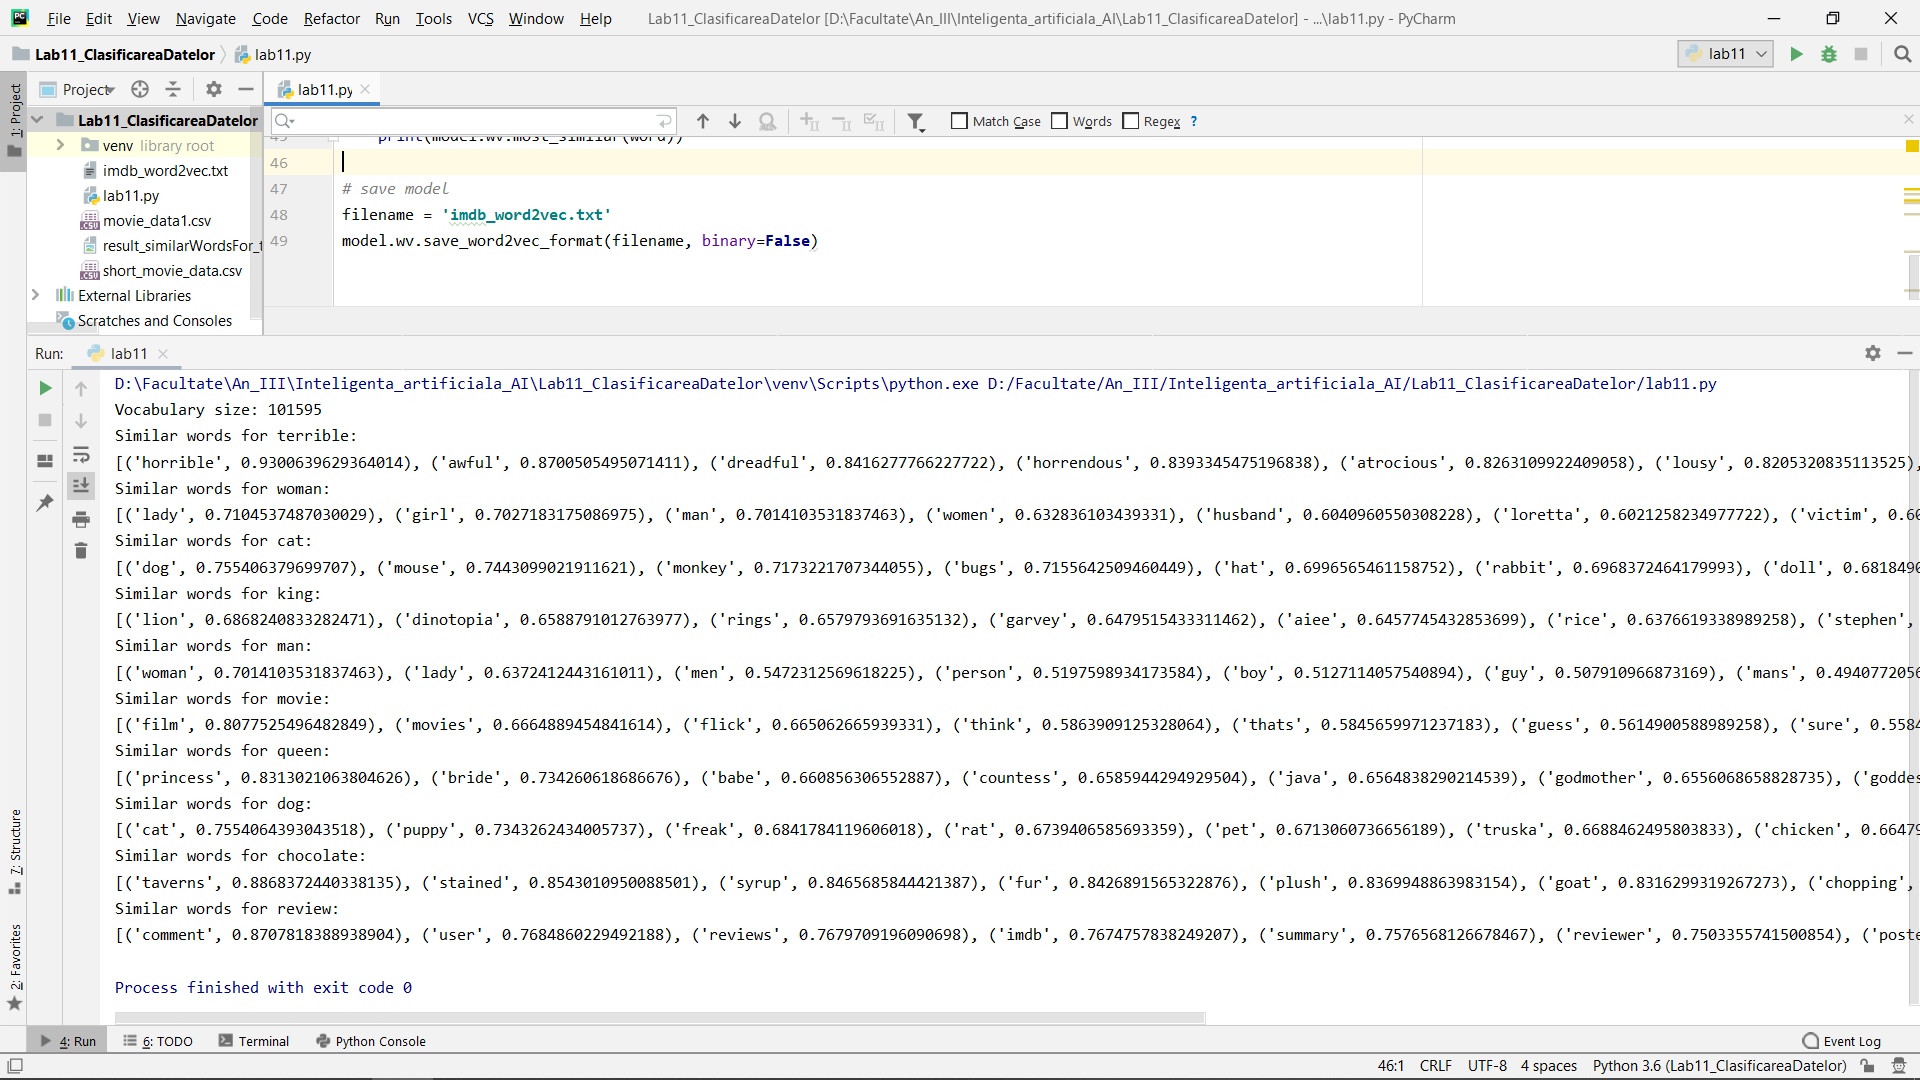 File Edit View Navigate Code Refactor Run Tools VCS Window Help Lab11_ClasificareaDatelor [D:\Facultate\An_III\Inteligenta_artificiala_AI\Lab11_ClasificareaDatelor] - ...\lab11.py - PyCharm
Lab11_ClasificareaDatelor lab11.py lab11
1: Project
Project
lab11.py
Match Case Words Regex ?
Lab11_ClasificareaDatelor
venv library root
imdb_word2vec.txt
lab11.py
movie_data1.csv
result_similarWordsFor_t
short_movie_data.csv
External Libraries
Scratches and Consoles
45 print(model.wv.most_similar(word))
46
47 # save model
48 filename = 'imdb_word2vec.txt'
49 model.wv.save_word2vec_format(filename, binary=False)
Run: lab11
D:\Facultate\An_III\Inteligenta_artificiala_AI\Lab11_ClasificareaDatelor\venv\Scripts\python.exe D:/Facultate/An_III/Inteligenta_artificiala_AI/Lab11_ClasificareaDatelor/lab11.py
Vocabulary size: 101595
Similar words for terrible:
[('horrible', 0.9300639629364014), ('awful', 0.8700505495071411), ('dreadful', 0.8416277766227722), ('horrendous', 0.8393345475196838), ('atrocious', 0.8263109922409058), ('lousy', 0.8205320835113525),
Similar words for woman:
[('lady', 0.7104537487030029), ('girl', 0.7027183175086975), ('man', 0.7014103531837463), ('women', 0.632836103439331), ('husband', 0.6040960550308228), ('loretta', 0.6021258234977722), ('victim', 0.60
Similar words for cat:
[('dog', 0.755406379699707), ('mouse', 0.7443099021911621), ('monkey', 0.7173221707344055), ('bugs', 0.7155642509460449), ('hat', 0.6996565461158752), ('rabbit', 0.6968372464179993), ('doll', 0.6818490
Similar words for king:
[('lion', 0.6868240833282471), ('dinotopia', 0.6588791012763977), ('rings', 0.6579793691635132), ('garvey', 0.6479515433311462), ('aiee', 0.6457745432853699), ('rice', 0.6376619338989258), ('stephen',
Similar words for man:
[('woman', 0.7014103531837463), ('lady', 0.6372412443161011), ('men', 0.5472312569618225), ('person', 0.5197598934173584), ('boy', 0.5127114057540894), ('guy', 0.507910966873169), ('mans', 0.4940772056
Similar words for movie:
[('film', 0.8077525496482849), ('movies', 0.6664889454841614), ('flick', 0.665062665939331), ('think', 0.5863909125328064), ('thats', 0.5845659971237183), ('guess', 0.5614900588989258), ('sure', 0.5584
Similar words for queen:
[('princess', 0.8313021063804626), ('bride', 0.734260618686676), ('babe', 0.660856306552887), ('countess', 0.6585944294929504), ('java', 0.6564838290214539), ('godmother', 0.6556068658828735), ('goddes
Similar words for dog:
[('cat', 0.7554064393043518), ('puppy', 0.7343262434005737), ('freak', 0.6841784119606018), ('rat', 0.6739406585693359), ('pet', 0.6713060736656189), ('truska', 0.6688462495803833), ('chicken', 0.66479
Similar words for chocolate:
[('taverns', 0.8868372440338135), ('stained', 0.8543010950088501), ('syrup', 0.8465685844421387), ('fur', 0.8426891565322876), ('plush', 0.8369948863983154), ('goat', 0.8316299319267273), ('chopping',
Similar words for review:
[('comment', 0.8707818388938904), ('user', 0.7684860229492188), ('reviews', 0.7679709196090698), ('imdb', 0.7674757838249207), ('summary', 0.7576568126678467), ('reviewer', 0.7503355741500854), ('poste
Process finished with exit code 0
7: Structure
2: Favorites
4: Run 6: TODO Terminal Python Console Event Log
46:1 CRLF UTF-8 4 spaces Python 3.6 (Lab11_ClasificareaDatelor)